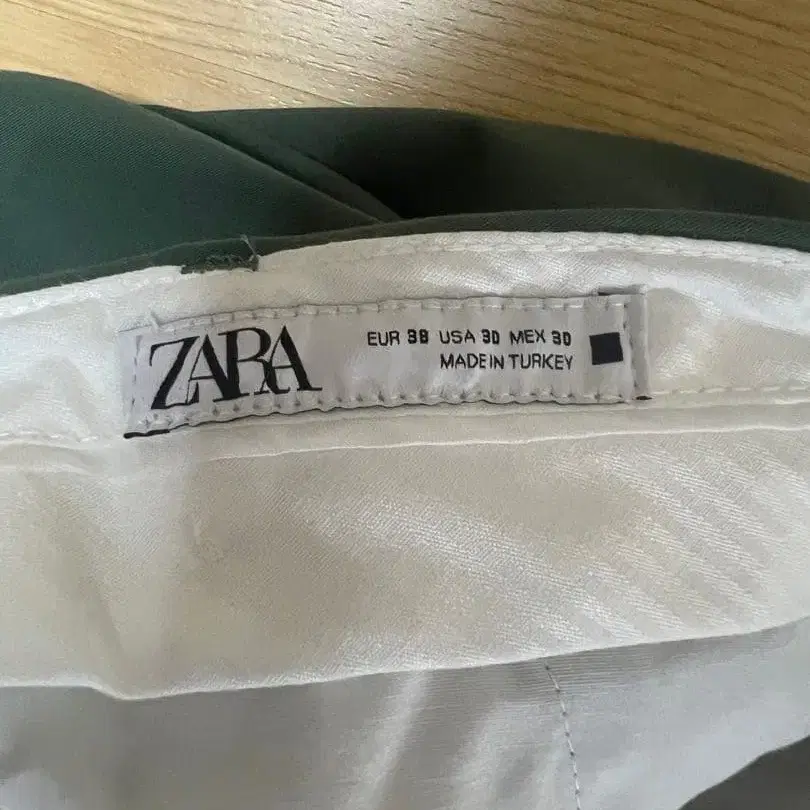 ZARA
EUR 38 USA 30 MEX 30
MADE IN TURKEY